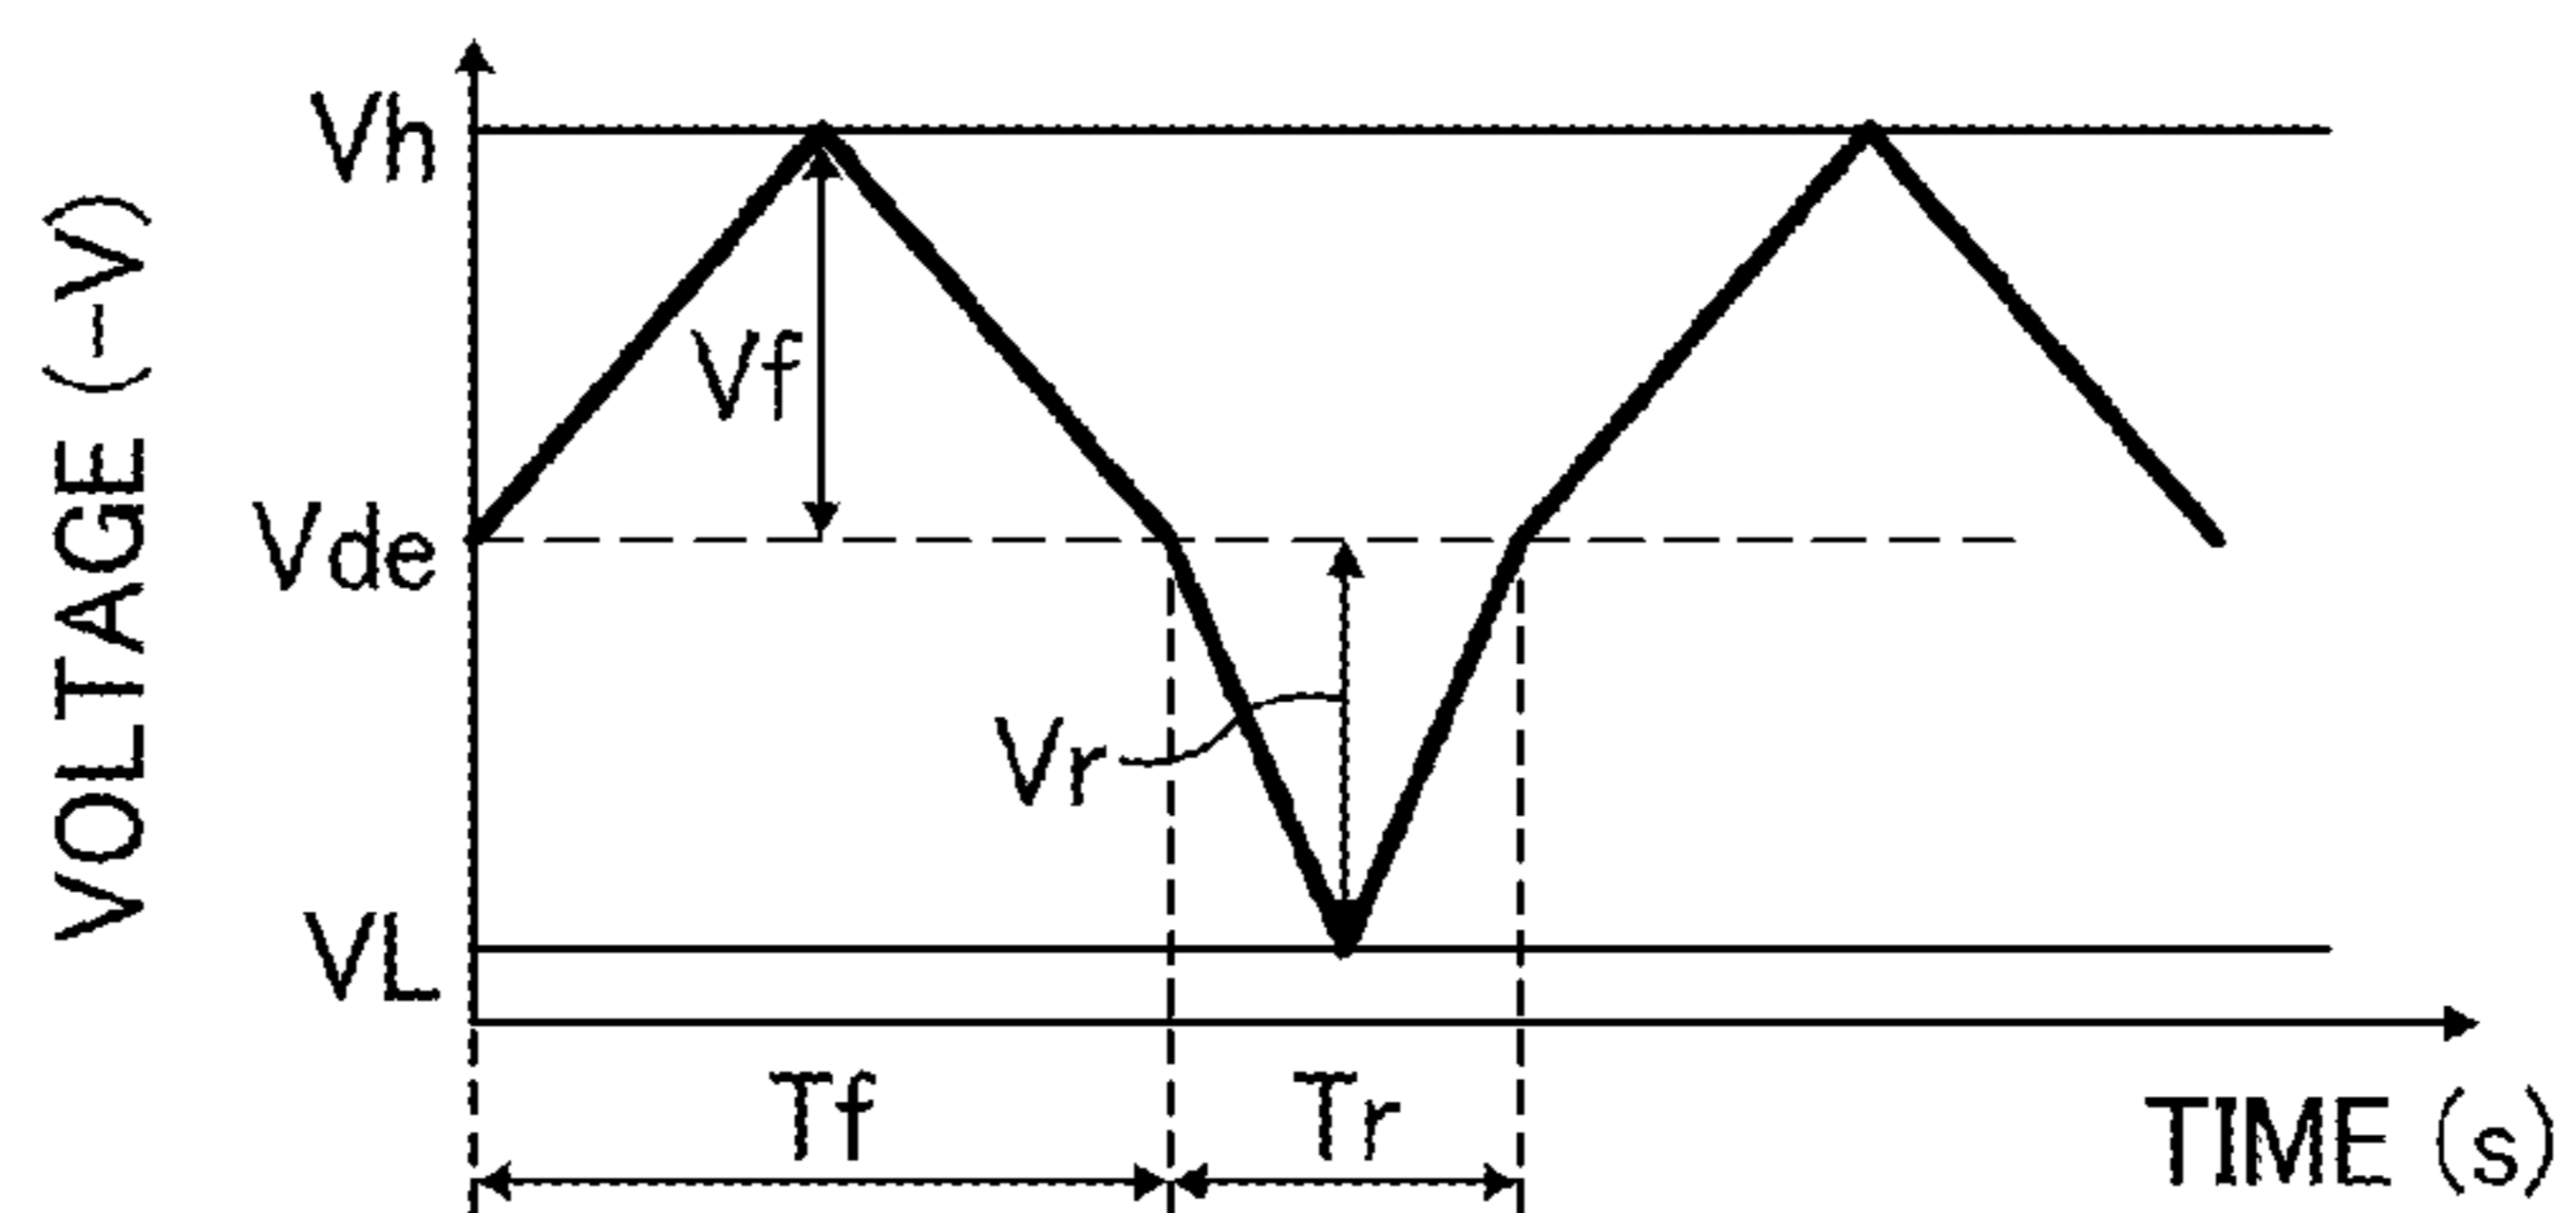 VOLTAGE (-V)
Vh
Vf
Vde
Vr
VL
Tf
Tr
TIME (s)